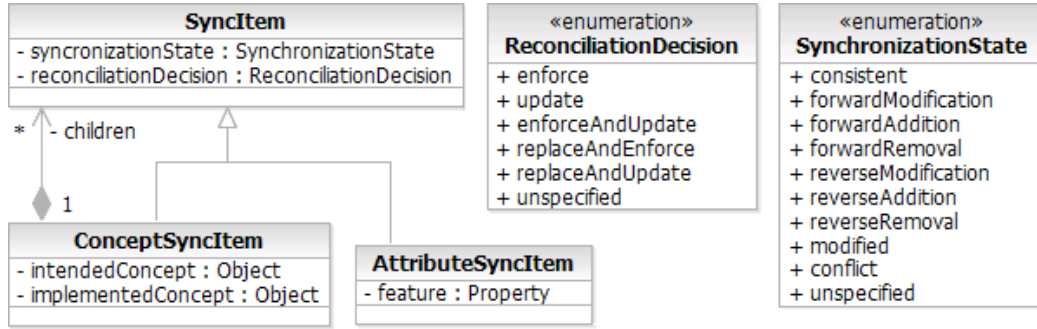 SyncItem
- syncronizationState : SynchronizationState
- reconciliationDecision : ReconciliationDecision
* - children
1
ConceptSyncItem
- intendedConcept : Object
- implementedConcept : Object
AttributeSyncItem
- feature : Property
«enumeration»
ReconciliationDecision
+ enforce
+ update
+ enforceAndUpdate
+ replaceAndEnforce
+ replaceAndUpdate
+ unspecified
«enumeration»
SynchronizationState
+ consistent
+ forwardModification
+ forwardAddition
+ forwardRemoval
+ reverseModification
+ reverseAddition
+ reverseRemoval
+ modified
+ conflict
+ unspecified